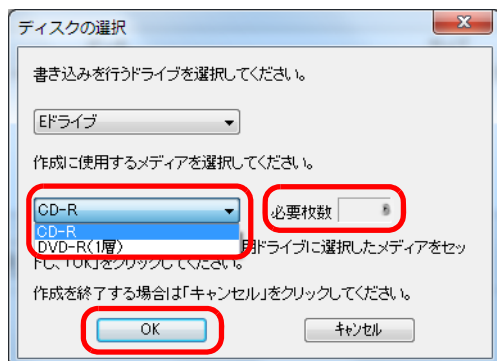 ディスクの選択
書き込みを行うドライブを選択してください。
Eドライブ
作成に使用するメディアを選択してください。
CD-R
必要枚数
CD-R
DVD-R(1層)
用ドライブに選択したメディアをセッ
トし、「OK」をクリックしてください。
作成を終了する場合は「キャンセル」をクリックしてください。
OK
キャンセル